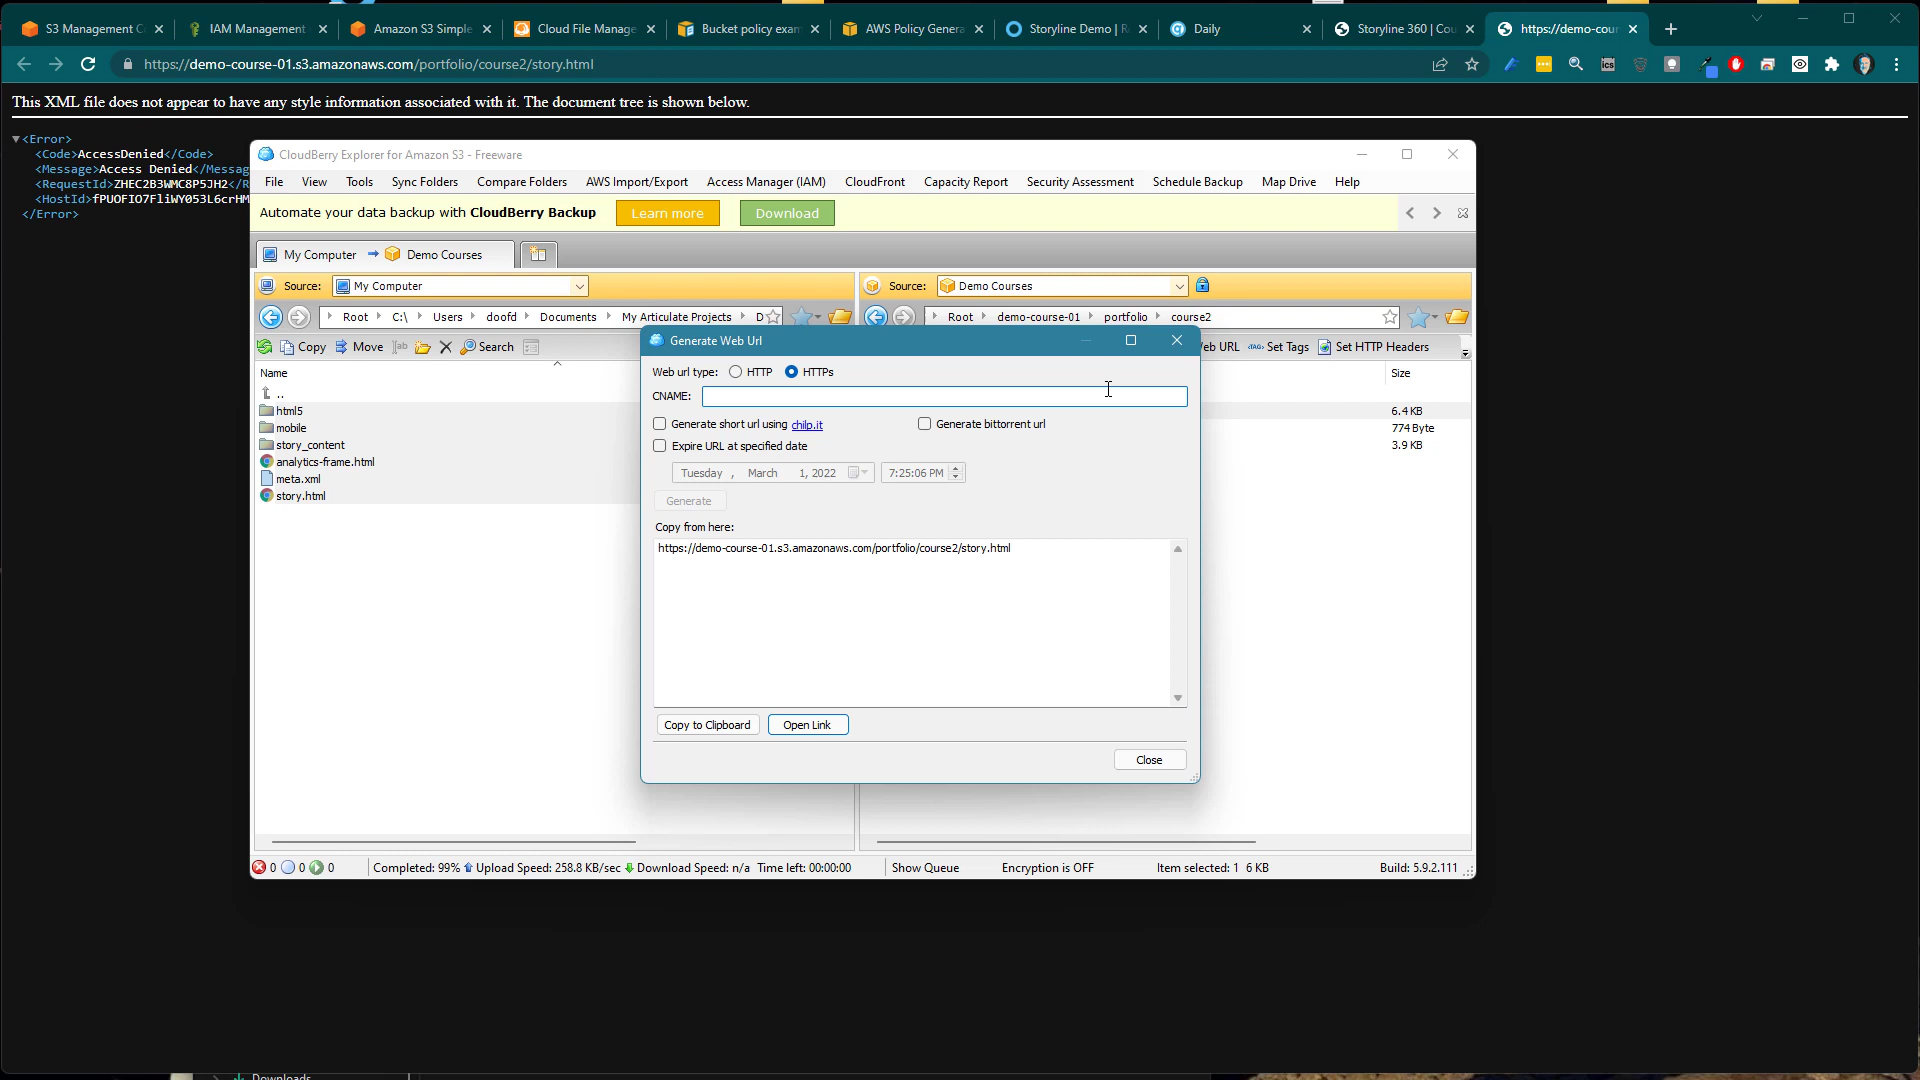 S3 Management C
IAM Management
Amazon S3 Simple
Cloud File Manage
Bucket policy exam
AWS Policy Genera
Storyline Demo | R
Daily
Storyline 360 | Cou
https://demo-cour
https://demo-course-01.s3.amazonaws.com/portfolio/course2/story.html
This XML file does not appear to have any style information associated with it. The document tree is shown below.
▼<Error>
<Code>AccessDenied</Code>
<Message>Access Denied</Messag
<RequestId>ZHEC2B3WMC8P5JH2</R
<HostId>fPUOFIO7FliWY053L6crHM
</Error>
CloudBerry Explorer for Amazon S3 - Freeware
File View Tools Sync Folders Compare Folders AWS Import/Export Access Manager (IAM) CloudFront Capacity Report Security Assessment Schedule Backup Map Drive Help
Automate your data backup with CloudBerry Backup Learn more Download
My Computer Demo Courses
Source: My Computer
Source: Demo Courses
Root C:\ Users doofd Documents My Articulate Projects D
Root demo-course-01 portfolio course2
Copy Move Search
eb URL Set Tags Set HTTP Headers
Name
..
html5
mobile
story_content
analytics-frame.html
meta.xml
story.html
Size
6.4 KB
774 Byte
3.9 KB
Generate Web Url
Web url type: HTTP HTTPs
CNAME:
Generate short url using chilp.it Generate bittorrent url
Expire URL at specified date
Tuesday , March 1, 2022 7:25:06 PM
Generate
Copy from here:
https://demo-course-01.s3.amazonaws.com/portfolio/course2/story.html
Copy to Clipboard Open Link
Close
0 0 0 Completed: 99% Upload Speed: 258.8 KB/sec Download Speed: n/a Time left: 00:00:00 Show Queue Encryption is OFF Item selected: 1 6 KB Build: 5.9.2.111
Downloads